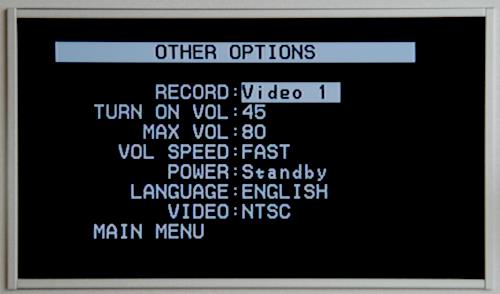 OTHER OPTIONS
RECORD:Video 1
TURN ON VOL:45
MAX VOL:80
VOL SPEED:FAST
POWER:Standby
LANGUAGE:ENGLISH
VIDEO:NTSC
MAIN MENU